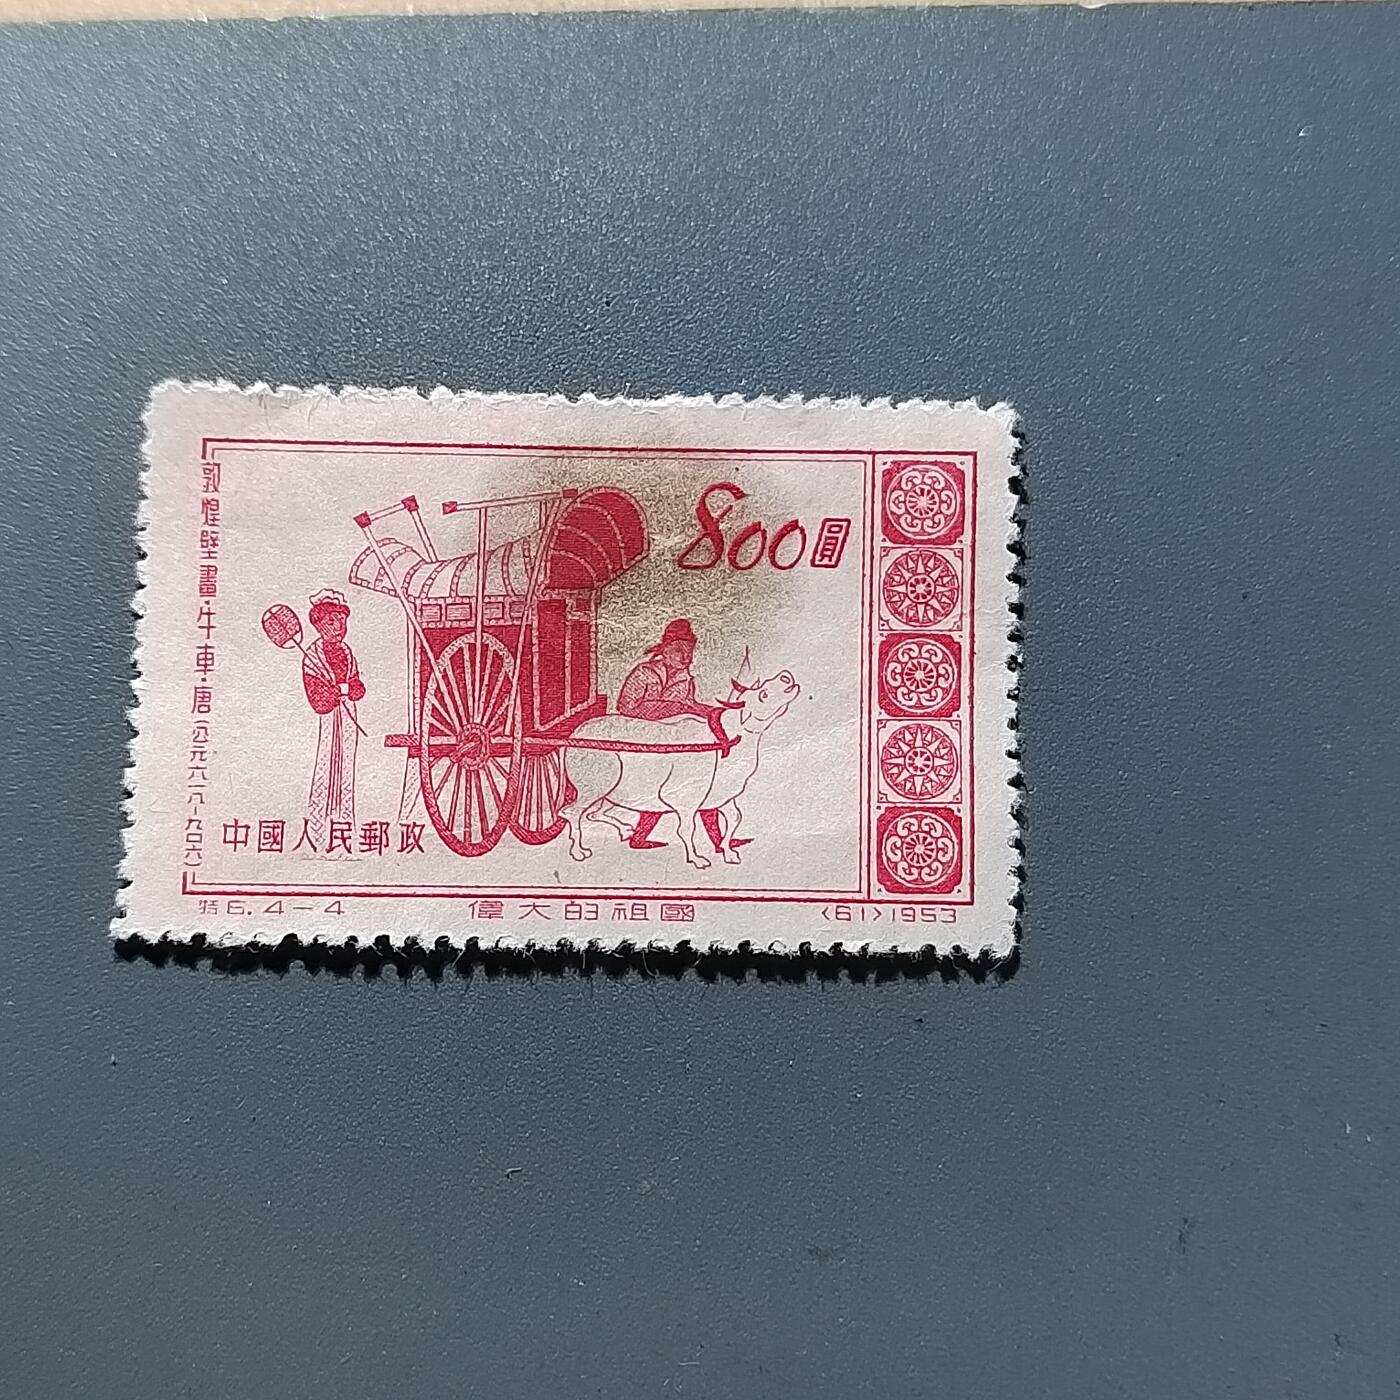 敦煌壁畫·牛車·唐(公元六一八-九〇六)
800圓
中國人民郵政
特6.4-4
偉大的祖國
(61)1953